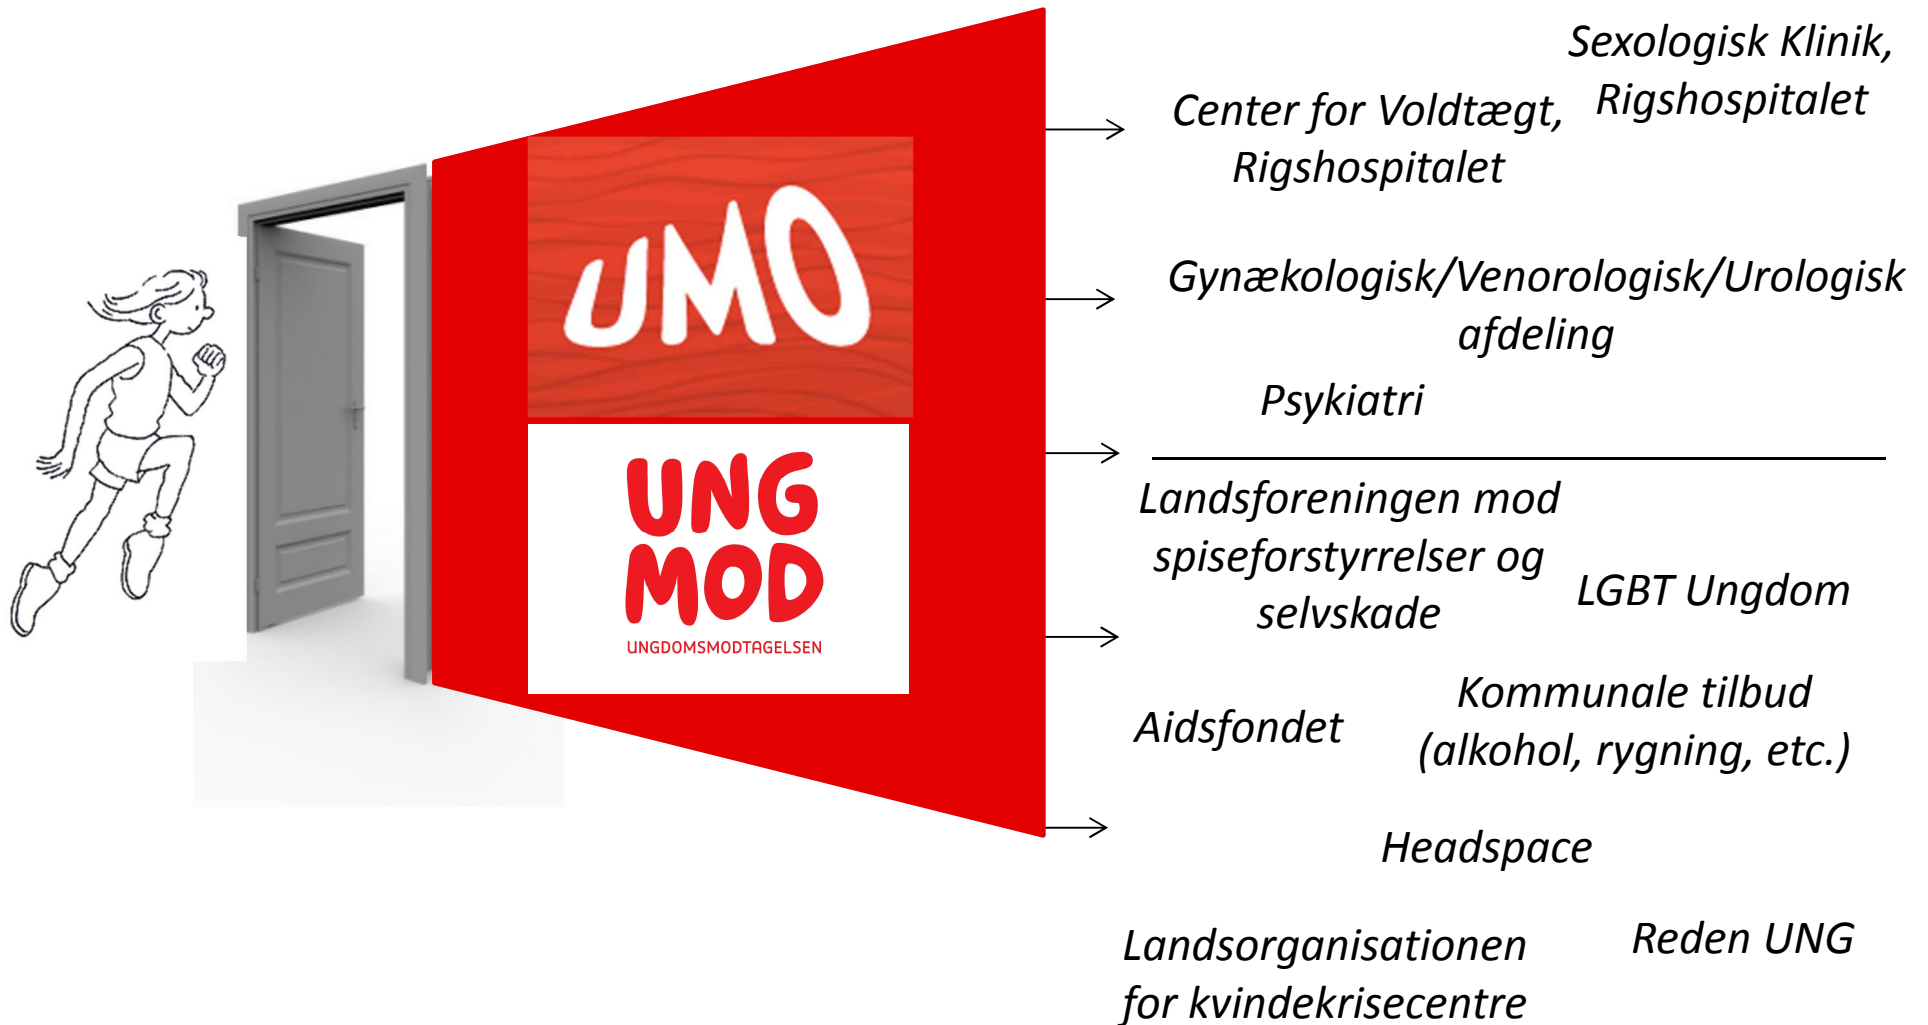 UMO
UNG
MOD
UNGDOMSMODTAGELSEN
Sexologisk Klinik,
Rigshospitalet
Center for Voldtægt,
Rigshospitalet
Gynækologisk/Venorologisk/Urologisk
afdeling
Psykiatri
Landsforeningen mod
spiseforstyrrelser og
selvskade
LGBT Ungdom
Aidsfondet
Kommunale tilbud
(alkohol, rygning, etc.)
Headspace
Landsorganisationen
for kvindekrisecentre
Reden UNG